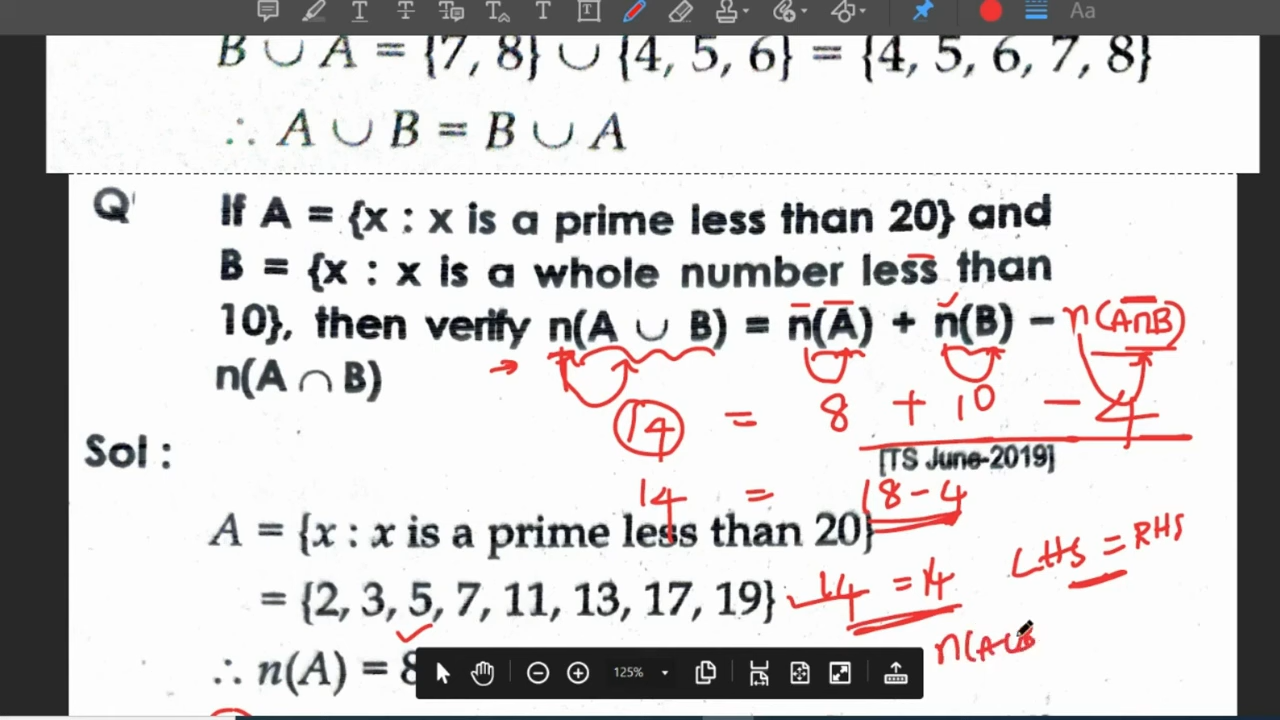 Aa
B ∪ A = {7, 8} ∪ {4, 5, 6} = {4, 5, 6, 7, 8}
∴ A ∪ B = B ∪ A
Q If A = {x : x is a prime less than 20} and
B = {x : x is a whole number less than
10}, then verify n(A ∪ B) = n(A) + n(B) − n(A∩B)
n(A ∩ B)
14 = 8 + 10 − 4
Sol :
[TS June-2019]
14 = 18 − 4
A = {x : x is a prime less than 20}
LHS = RHS
= {2, 3, 5, 7, 11, 13, 17, 19}
14 = 14
n(A
∴ n(A) = 8
125%